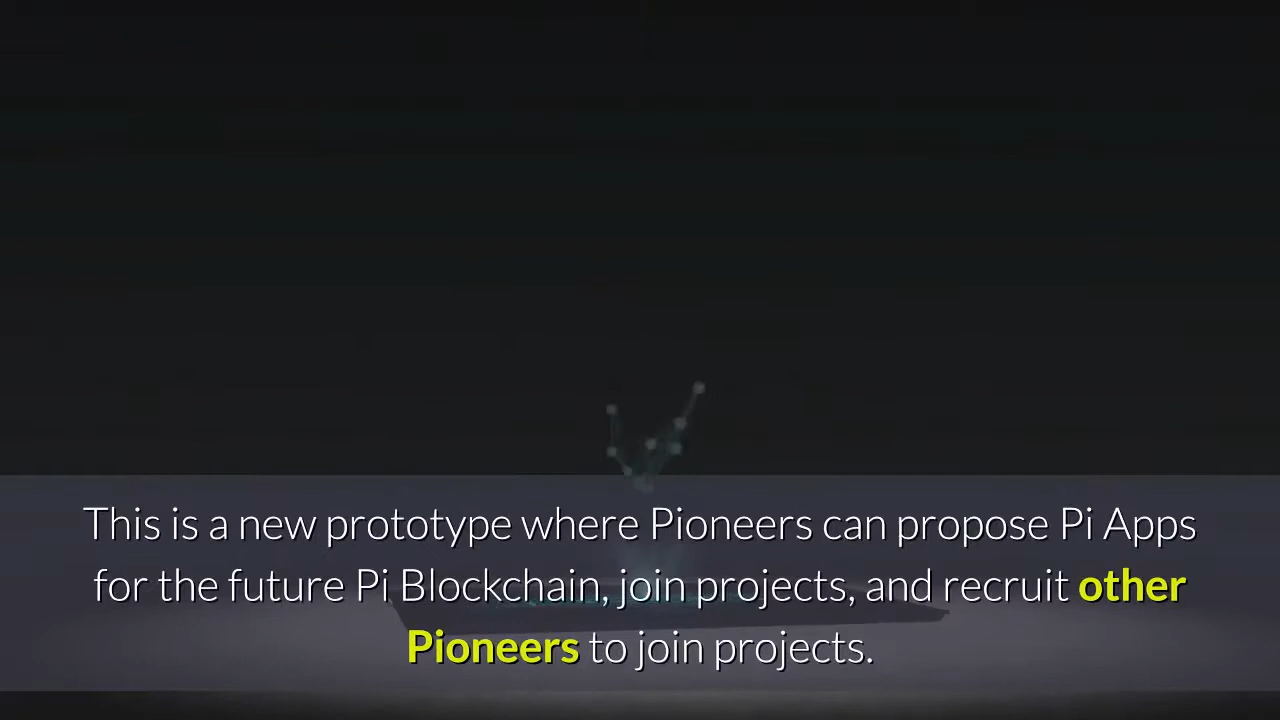 This is a new prototype where Pioneers can propose Pi Apps
for the future Pi Blockchain, join projects, and recruit other
Pioneers to join projects.